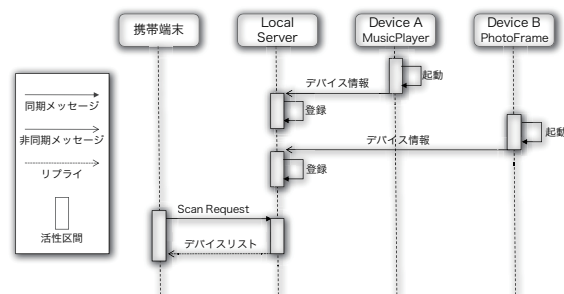 携帯端末
Local
Server
Device A
MusicPlayer
Device B
PhotoFrame
同期メッセージ
非同期メッセージ
リプライ
活性区間
起動
デバイス情報
登録
起動
デバイス情報
登録
Scan Request
デバイスリスト